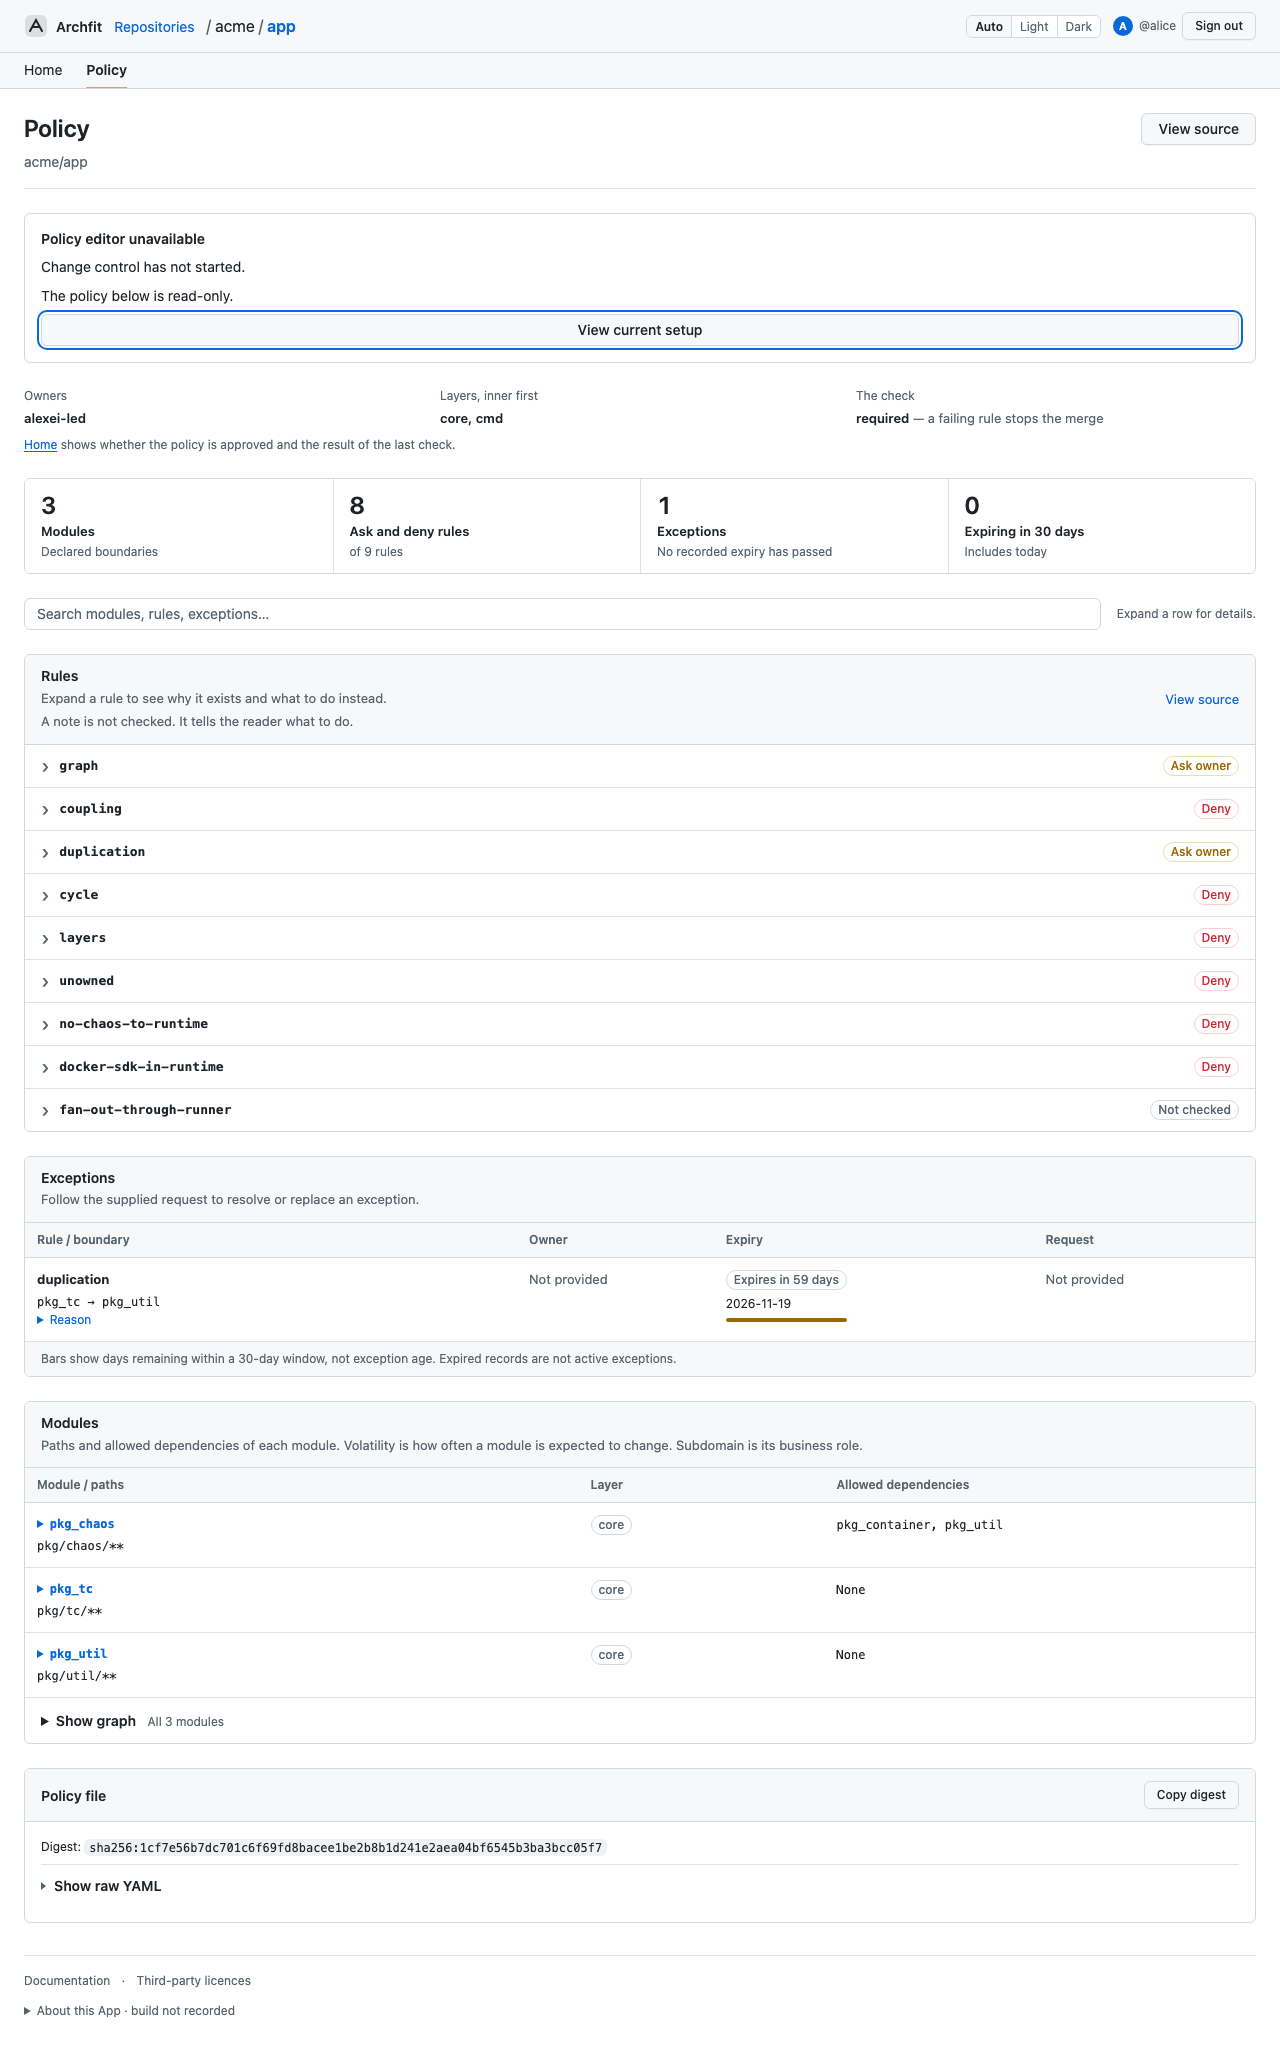 Archfit Repositories / acme / app
Auto Light Dark A @alice Sign out
Home Policy
Policy
View source
acme/app
Policy editor unavailable
Change control has not started.
The policy below is read-only.
View current setup
Owners
alexei-led
Layers, inner first
core, cmd
The check
required — a failing rule stops the merge
Home shows whether the policy is approved and the result of the last check.
3
Modules
Declared boundaries
8
Ask and deny rules
of 9 rules
1
Exceptions
No recorded expiry has passed
0
Expiring in 30 days
Includes today
Search modules, rules, exceptions…
Expand a row for details.
Rules
Expand a rule to see why it exists and what to do instead.
A note is not checked. It tells the reader what to do.
View source
graph Ask owner
coupling Deny
duplication Ask owner
cycle Deny
layers Deny
unowned Deny
no-chaos-to-runtime Deny
docker-sdk-in-runtime Deny
fan-out-through-runner Not checked
Exceptions
Follow the supplied request to resolve or replace an exception.
Rule / boundary Owner Expiry Request
duplication Not provided Expires in 59 days Not provided
pkg_tc → pkg_util 2026-11-19
Reason
Bars show days remaining within a 30-day window, not exception age. Expired records are not active exceptions.
Modules
Paths and allowed dependencies of each module. Volatility is how often a module is expected to change. Subdomain is its business role.
Module / paths Layer Allowed dependencies
pkg_chaos core pkg_container, pkg_util
pkg/chaos/**
pkg_tc core None
pkg/tc/**
pkg_util core None
pkg/util/**
Show graph All 3 modules
Policy file
Copy digest
Digest: sha256:1cf7e56b7dc701c6f69fd8bacee1be2b8b1d241e2aea04bf6545b3ba3bcc05f7
Show raw YAML
Documentation · Third-party licences
About this App · build not recorded